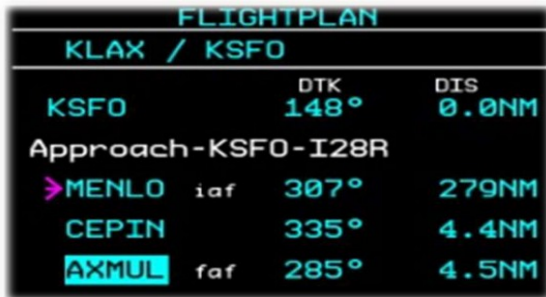 FLIGHTPLAN
KLAX / KSFO
DTK DIS
KSFO 148° 0.0NM
Approach-KSFO-I28R
MENLO iaf 307° 279NM
CEPIN 335° 4.4NM
AXMUL faf 285° 4.5NM